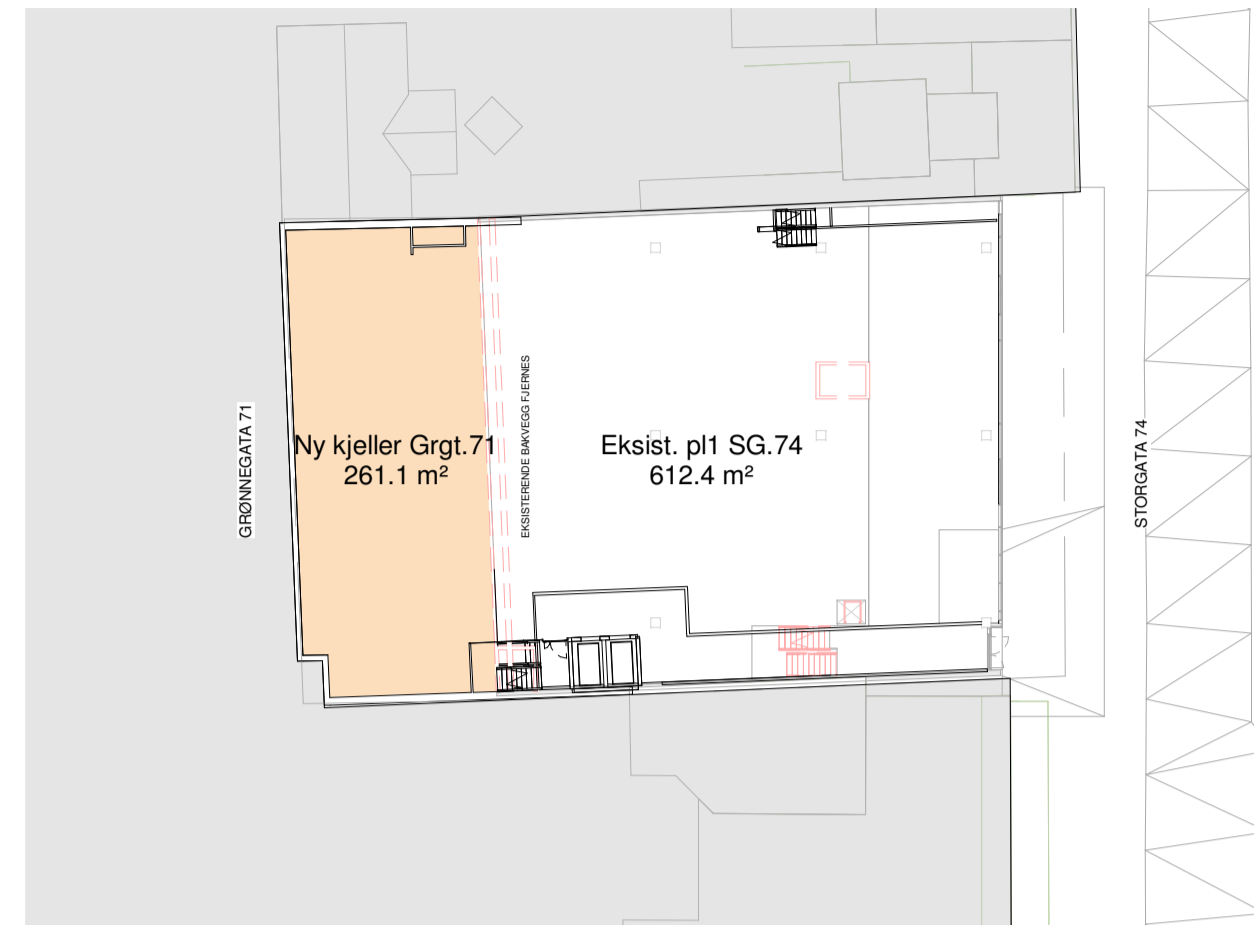 GRØNNEGATA 71
Ny kjeller Grgt.71
261.1 m²
EKSISTERENDE BAKVEGG FJERNES
Eksist. pl1 SG.74
612.4 m²
STORGATA 74